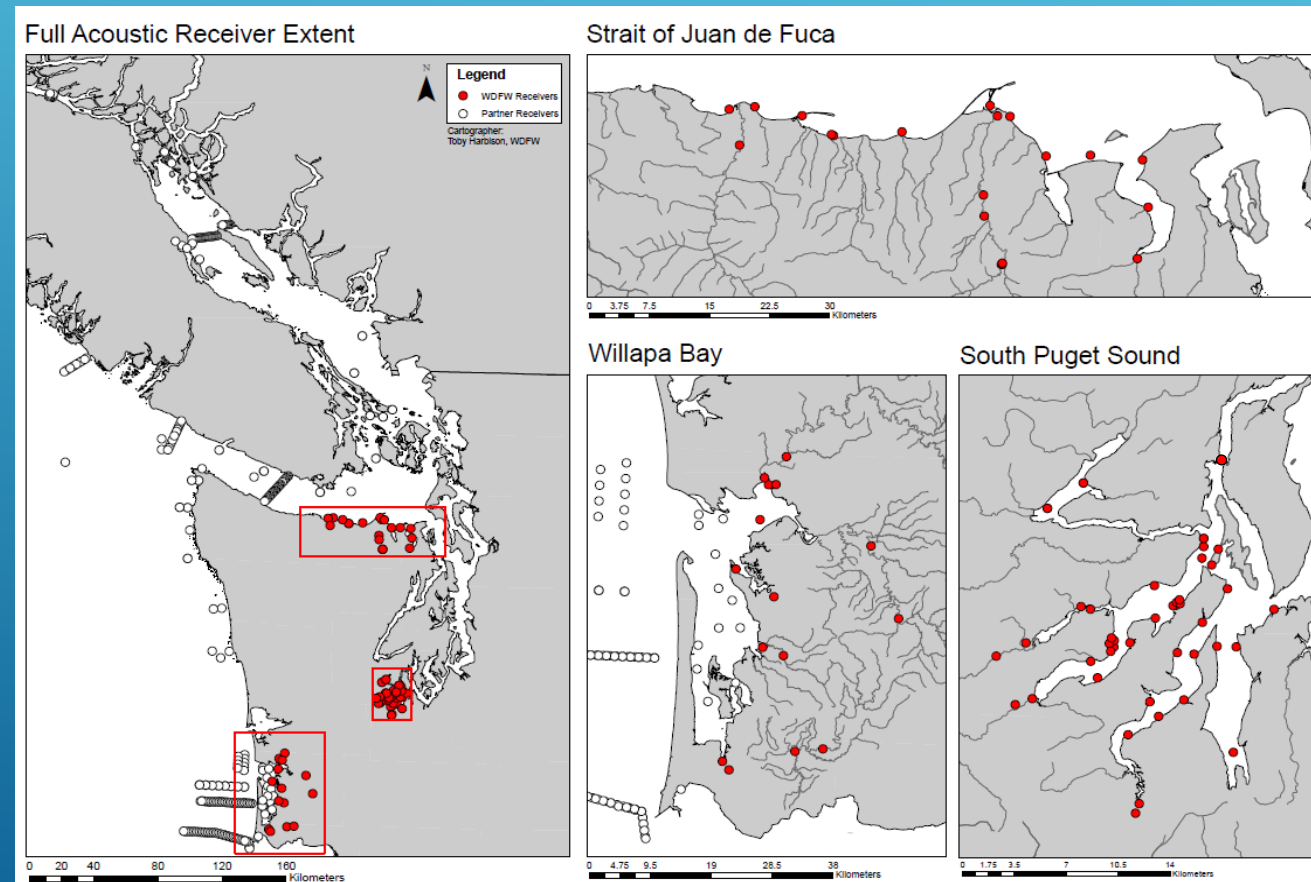 Full Acoustic Receiver Extent
N
Legend
WDFW Receivers
Partner Receivers
Cartographer:
Toby Harbison, WDFW
0 20 40 80 120 160
Kilometers
Strait of Juan de Fuca
0 3.75 7.5 15 22.5 30
Kilometers
Willapa Bay
0 4.75 9.5 19 28.5 38
Kilometers
South Puget Sound
0 1.75 3.5 7 10.5 14
Kilometers